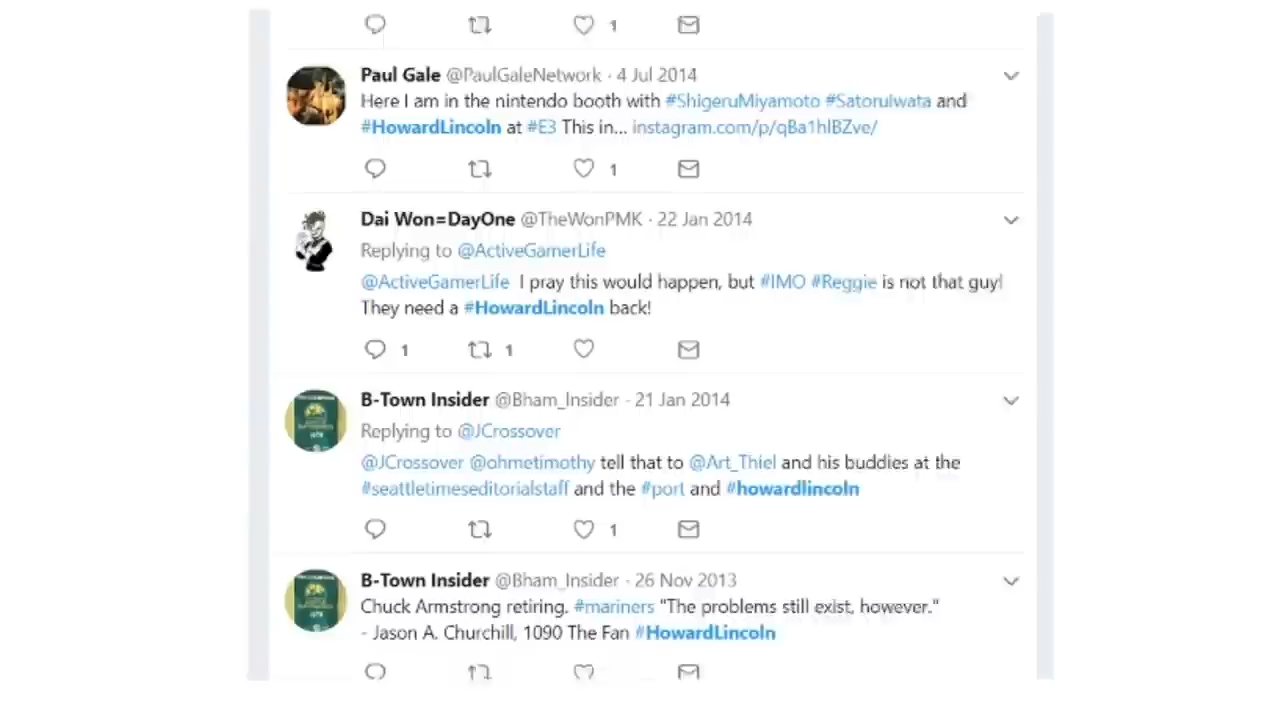 1
Paul Gale @PaulGaleNetwork · 4 Jul 2014
Here I am in the nintendo booth with #ShigeruMiyamoto #SatoruIwata and
#HowardLincoln at #E3 This in... instagram.com/p/qBa1hlBZve/
1
Dai Won=DayOne @TheWonPMK · 22 Jan 2014
Replying to @ActiveGamerLife
@ActiveGamerLife I pray this would happen, but #IMO #Reggie is not that guy!
They need a #HowardLincoln back!
1 1
B-Town Insider @Bham_Insider · 21 Jan 2014
Replying to @JCrossover
@JCrossover @ohmetimothy tell that to @Art_Thiel and his buddies at the
#seattletimeseditorialstaff and the #port and #howardlincoln
1
B-Town Insider @Bham_Insider · 26 Nov 2013
Chuck Armstrong retiring. #mariners "The problems still exist, however."
- Jason A. Churchill, 1090 The Fan #HowardLincoln